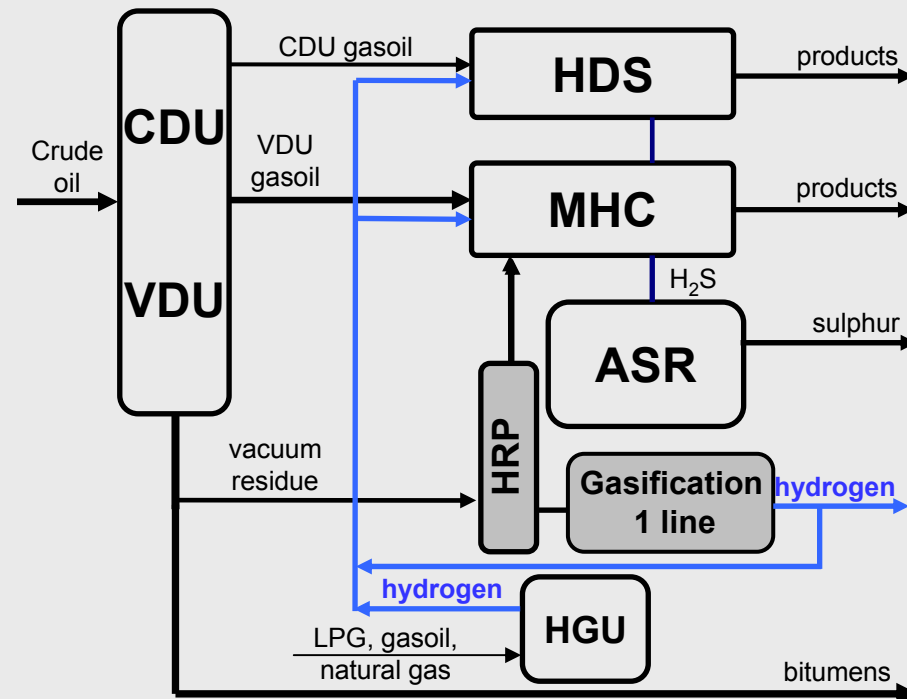 CDU gasoil
HDS
products
CDU
Crude
oil
VDU
gasoil
MHC
products
VDU
H₂S
ASR
sulphur
HRP
vacuum
residue
Gasification
1 line
hydrogen
hydrogen
HGU
LPG, gasoil,
natural gas
bitumens